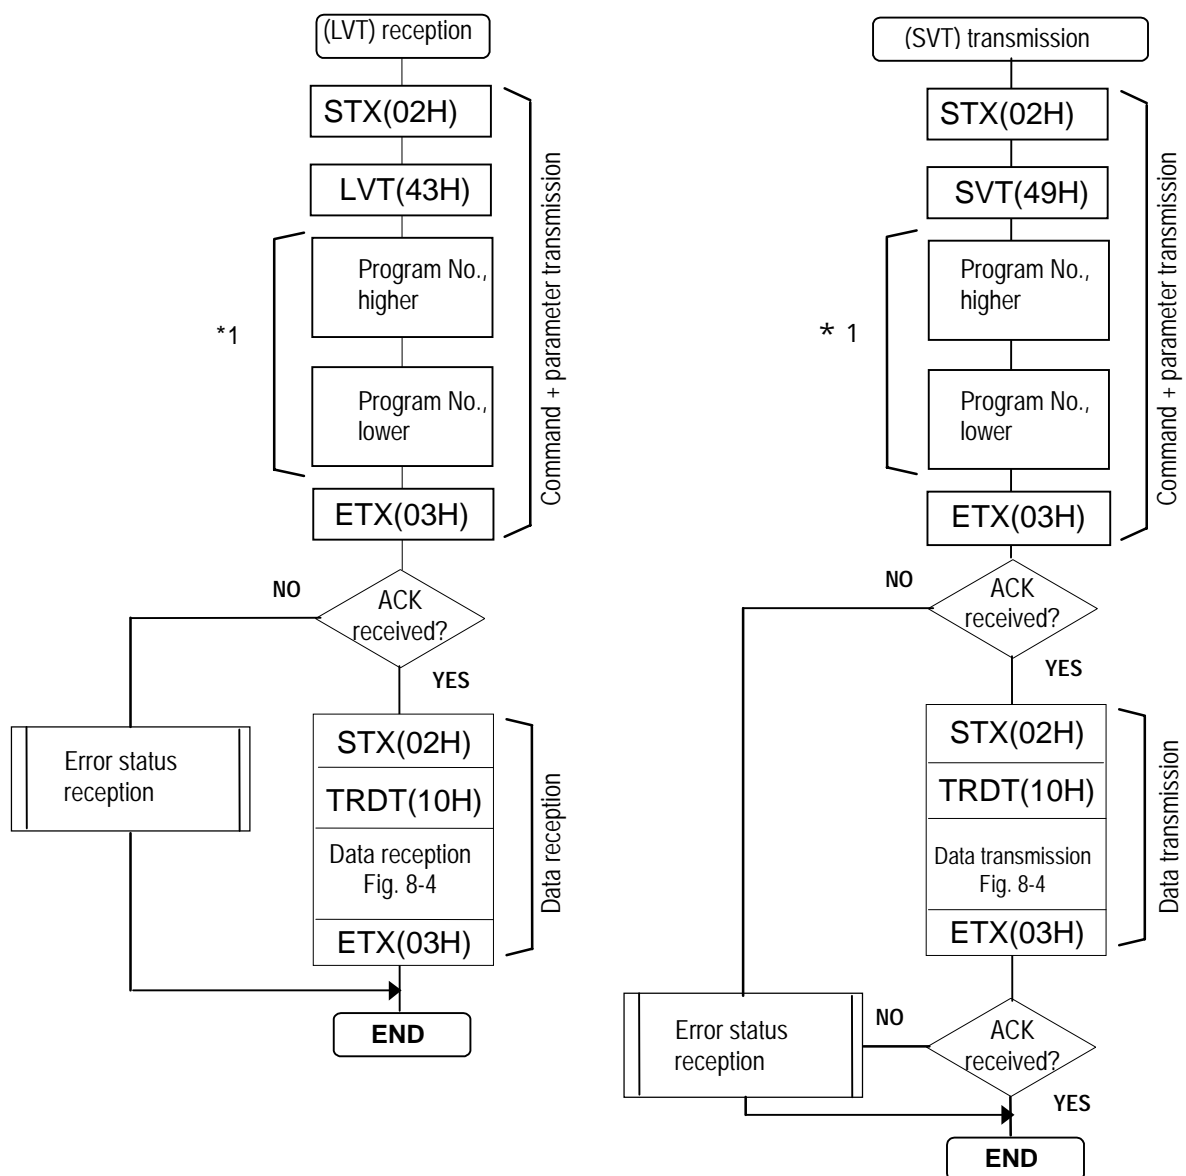 (LVT) reception
STX(02H)
LVT(43H)
*1
Program No.,
higher
Program No.,
lower
ETX(03H)
Command + parameter transmission
NO
ACK
received?
YES
Error status
reception
STX(02H)
TRDT(10H)
Data reception
Fig. 8-4
ETX(03H)
Data reception
END
(SVT) transmission
STX(02H)
SVT(49H)
* 1
Program No.,
higher
Program No.,
lower
ETX(03H)
Command + parameter transmission
NO
ACK
received?
YES
STX(02H)
TRDT(10H)
Data transmission
Fig. 8-4
ETX(03H)
Data transmission
Error status
reception
NO
ACK
received?
YES
END